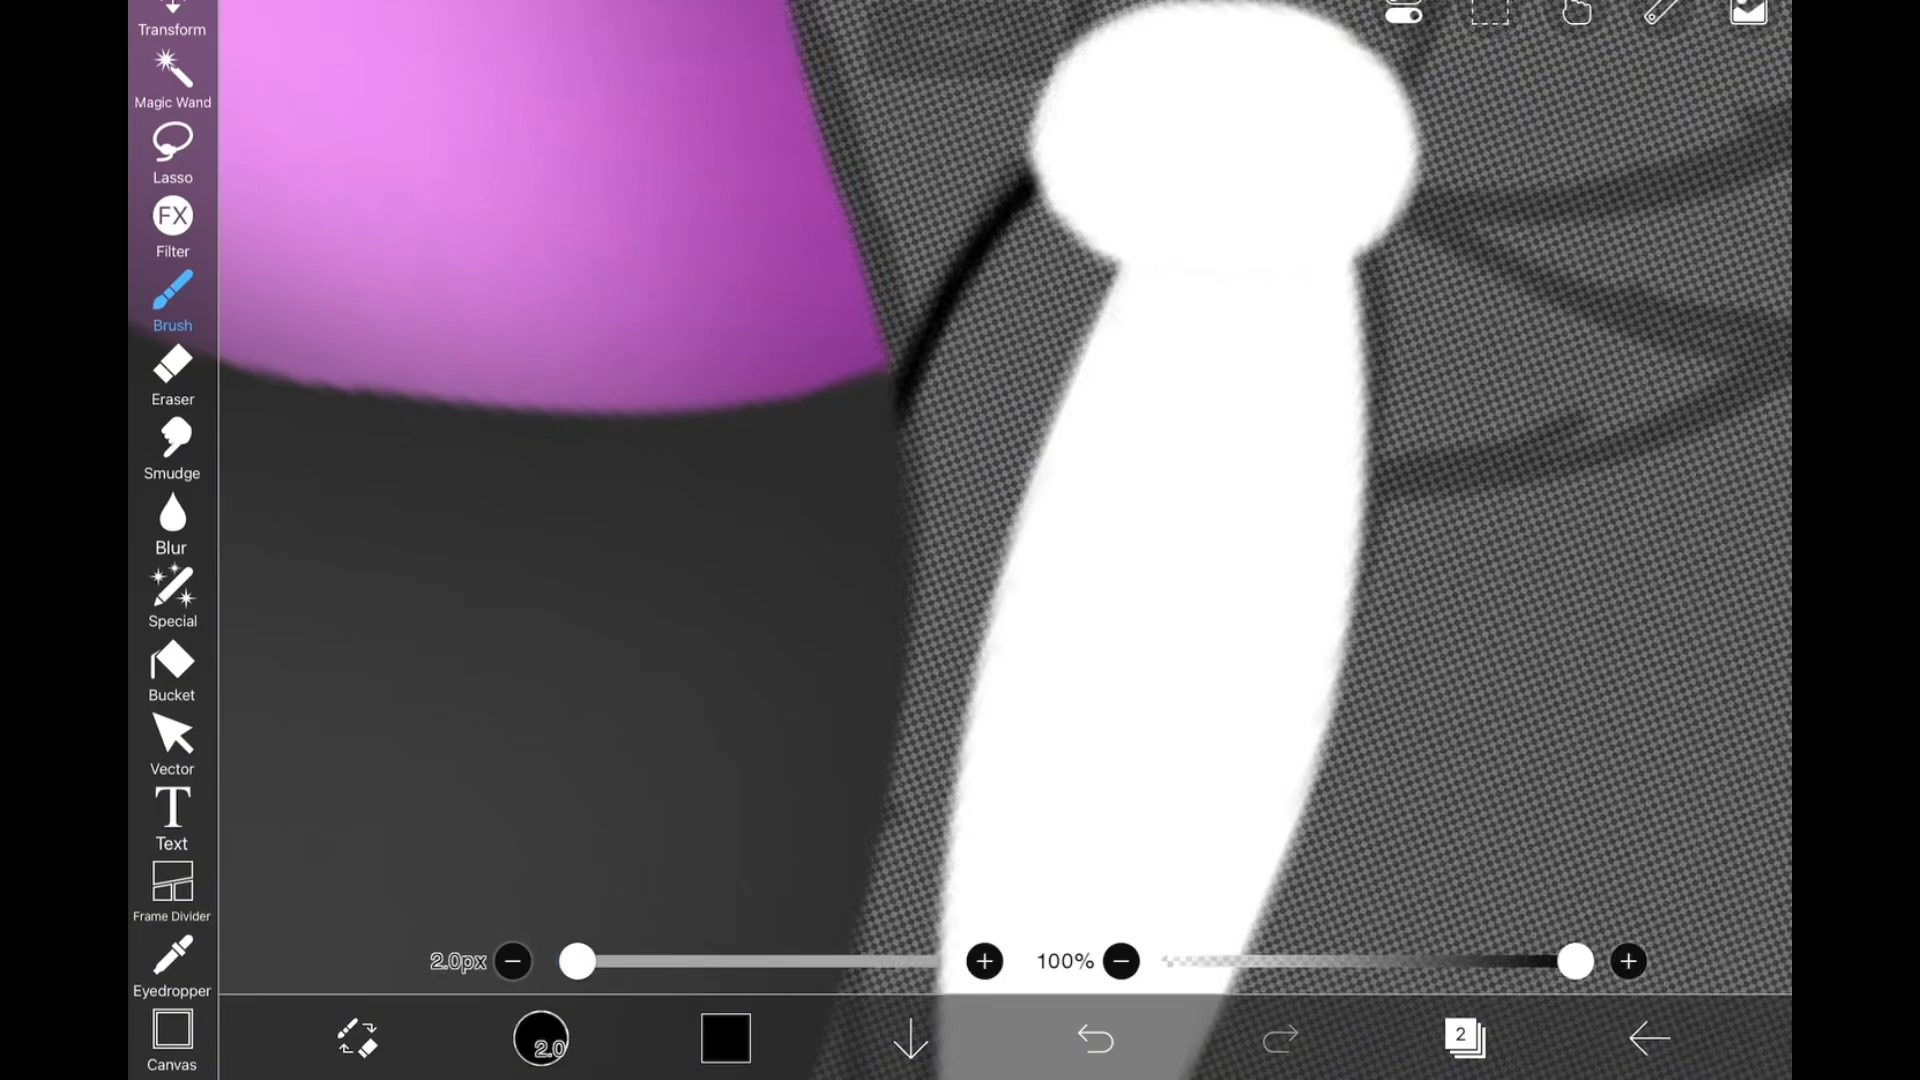 Transform
Magic Wand
Lasso
FX
Filter
Brush
Eraser
Smudge
Blur
Special
Bucket
Vector
T
Text
Frame Divider
Eyedropper
Canvas
2.0px
100%
2.0
2